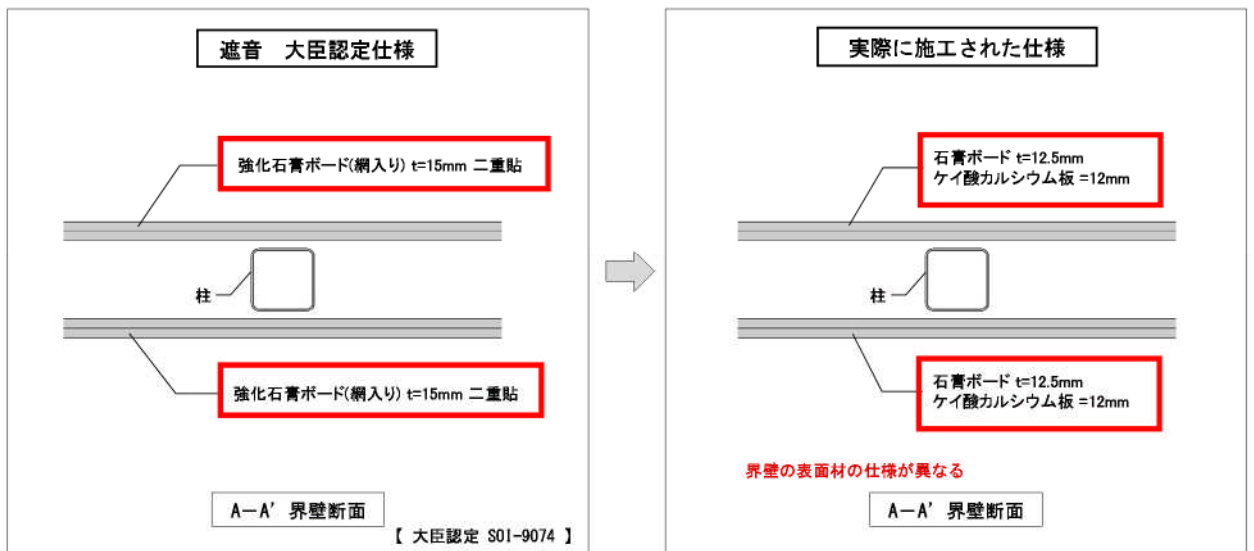 遮音　大臣認定仕様
強化石膏ボード(網入り) t=15mm 二重貼
柱
強化石膏ボード(網入り) t=15mm 二重貼
A－A’ 界壁断面
【 大臣認定 SOI-9074 】
実際に施工された仕様
石膏ボード t=12.5mm
ケイ酸カルシウム板 =12mm
柱
石膏ボード t=12.5mm
ケイ酸カルシウム板 =12mm
界壁の表面材の仕様が異なる
A－A’ 界壁断面